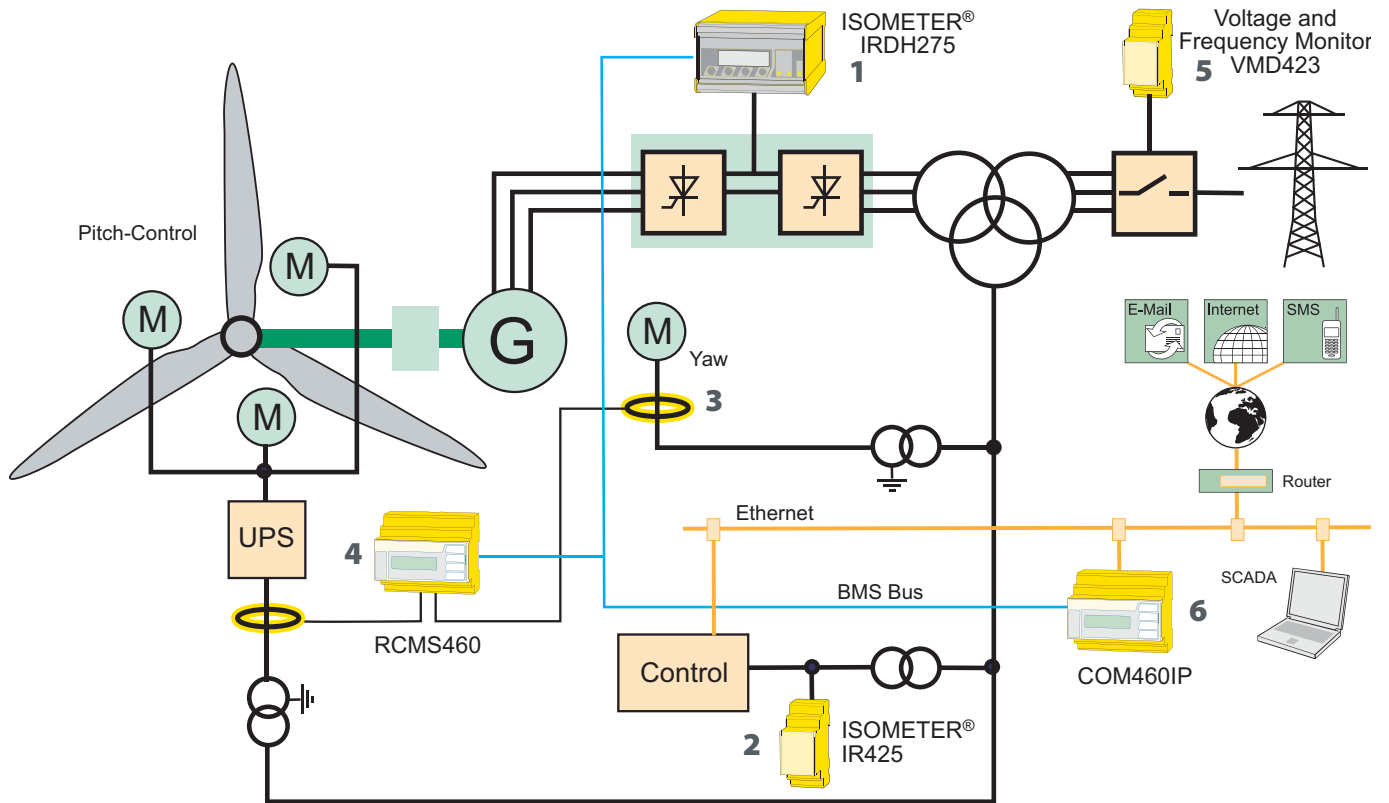 ISOMETER®
IRDH275
1
Voltage and
Frequency Monitor
VMD423
5
Pitch-Control
M
M
M
G
M
Yaw
3
E-Mail
Internet
SMS
Router
Ethernet
UPS
4
RCMS460
BMS Bus
SCADA
6
COM460IP
Control
2
ISOMETER®
IR425